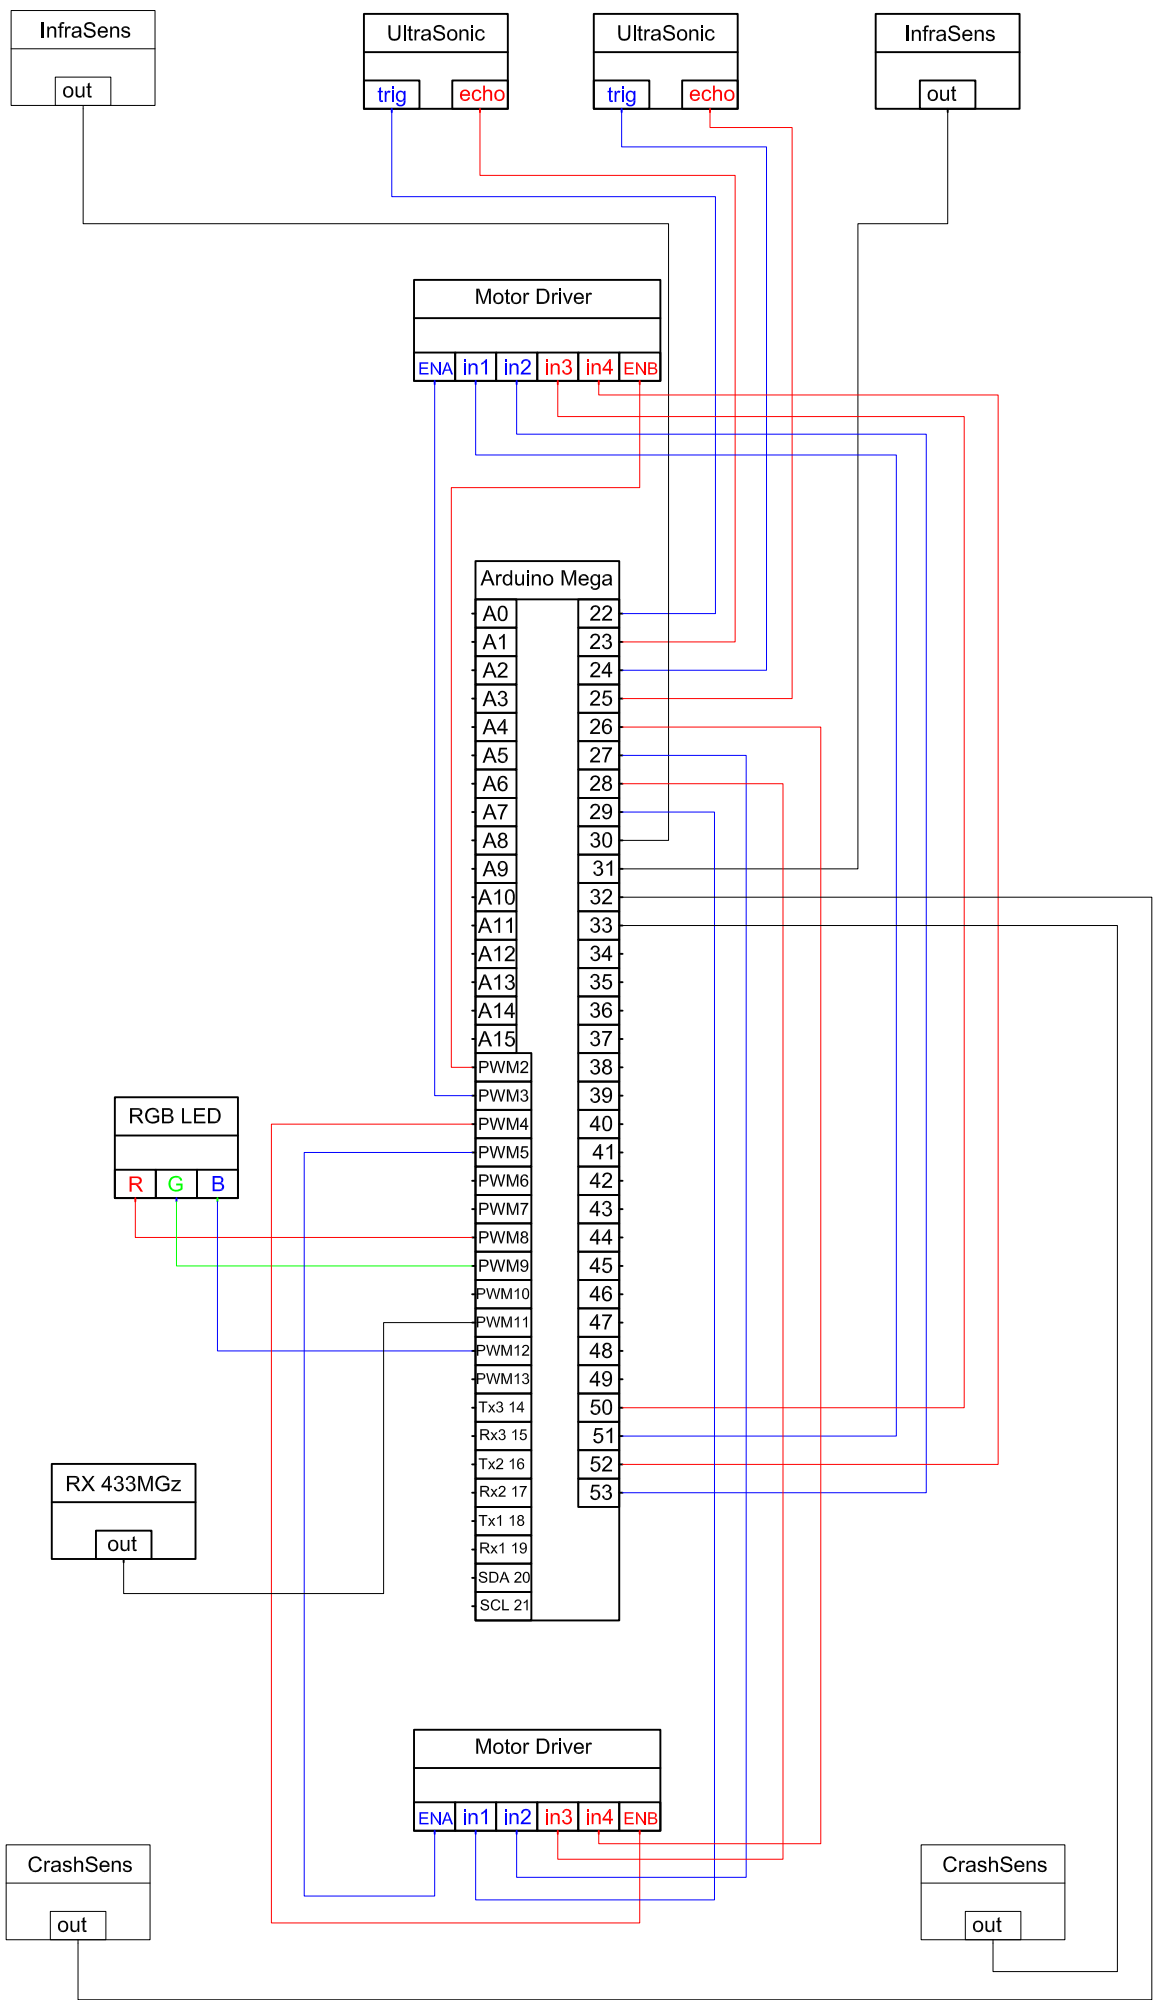 InfraSens
out
UltraSonic
trig echo
UltraSonic
trig echo
InfraSens
out
Motor Driver
ENA in1 in2 in3 in4 ENB
Arduino Mega
A0 22
A1 23
A2 24
A3 25
A4 26
A5 27
A6 28
A7 29
A8 30
A9 31
A10 32
A11 33
A12 34
A13 35
A14 36
A15 37
PWM2 38
PWM3 39
PWM4 40
PWM5 41
PWM6 42
PWM7 43
PWM8 44
PWM9 45
PWM10 46
PWM11 47
PWM12 48
PWM13 49
Tx3 14 50
Rx3 15 51
Tx2 16 52
Rx2 17 53
Tx1 18
Rx1 19
SDA 20
SCL 21
RGB LED
R G B
RX 433MGz
out
Motor Driver
ENA in1 in2 in3 in4 ENB
CrashSens
out
CrashSens
out